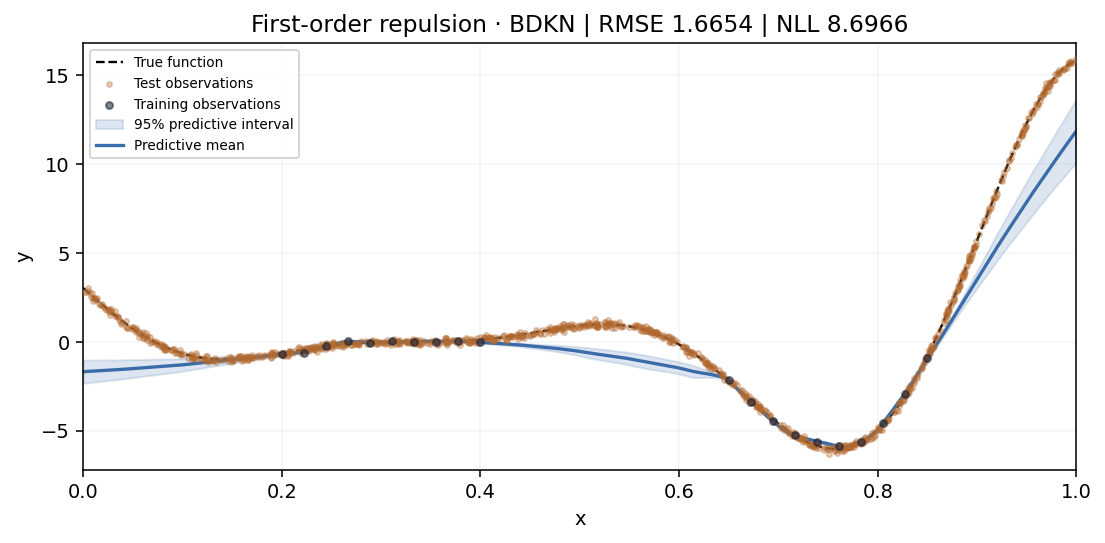 First-order repulsion · BDKN | RMSE 1.6654 | NLL 8.6966
True function
Test observations
Training observations
95% predictive interval
Predictive mean
15
10
5
0
−5
y
0.0 0.2 0.4 0.6 0.8 1.0
x